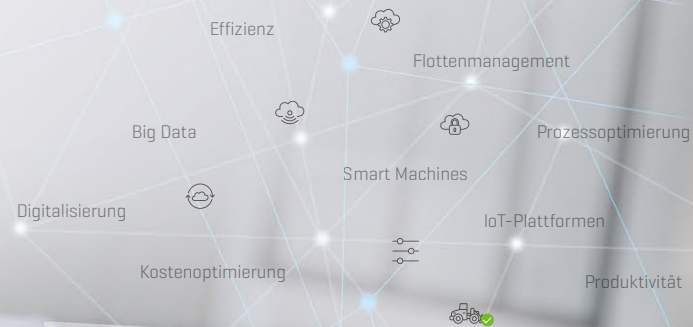 Effizienz
Flottenmanagement
Big Data
Prozessoptimierung
Smart Machines
Digitalisierung
IoT-Plattformen
Kostenoptimierung
Produktivität